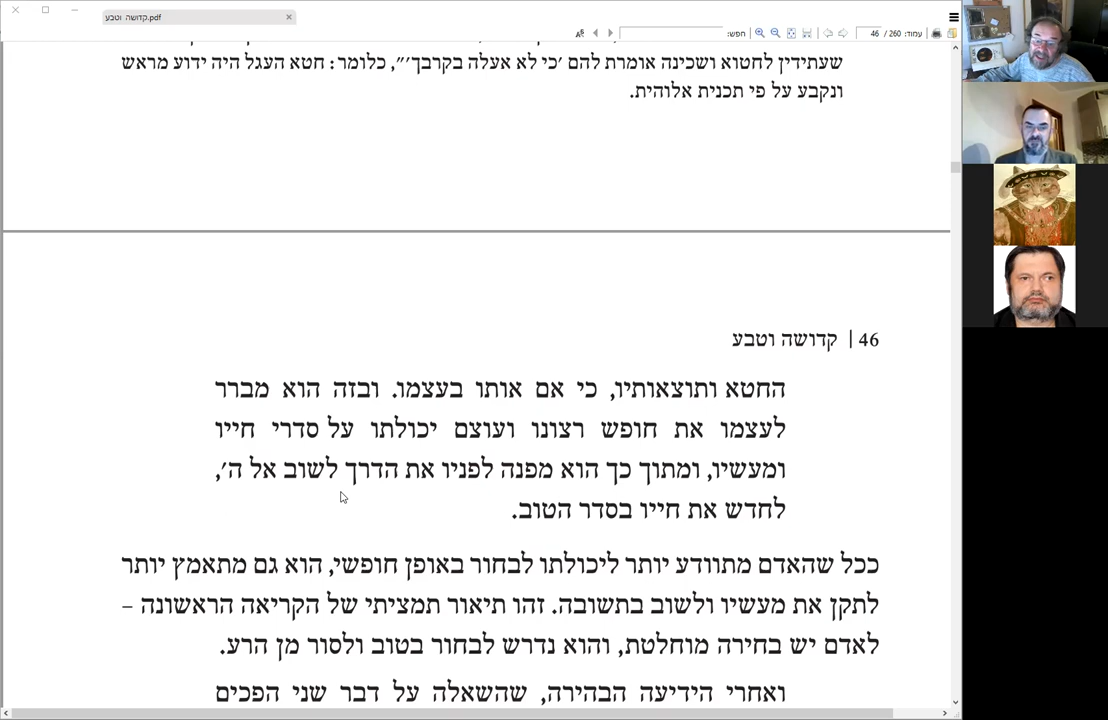 קדושה וטבע.pdf
עמוד: 46 / 260
חפש:
שעתידין לחטוא ושכינה אומרת להם 'כי לא אעלה בקרבך'", כלומר: חטא העגל היה ידוע מראש
ונקבע על פי תכנית אלוהית.
46 | קדושה וטבע
החטא ותוצאותיו, כי אם אותו בעצמו. ובזה הוא מברר
לעצמו את חופש רצונו ועוצם יכולתו על סדרי חייו
ומעשיו, ומתוך כך הוא מפנה לפניו את הדרך לשוב אל ה',
לחדש את חייו בסדר הטוב.
ככל שהאדם מתוודע יותר ליכולתו לבחור באופן חופשי, הוא גם מתאמץ יותר
לתקן את מעשיו ולשוב בתשובה. זהו תיאור תמציתי של הקריאה הראשונה –
לאדם יש בחירה מוחלטת, והוא נדרש לבחור בטוב ולסור מן הרע.
ואחרי הידיעה הבהירה, שהשאלה על דבר שני הפכים